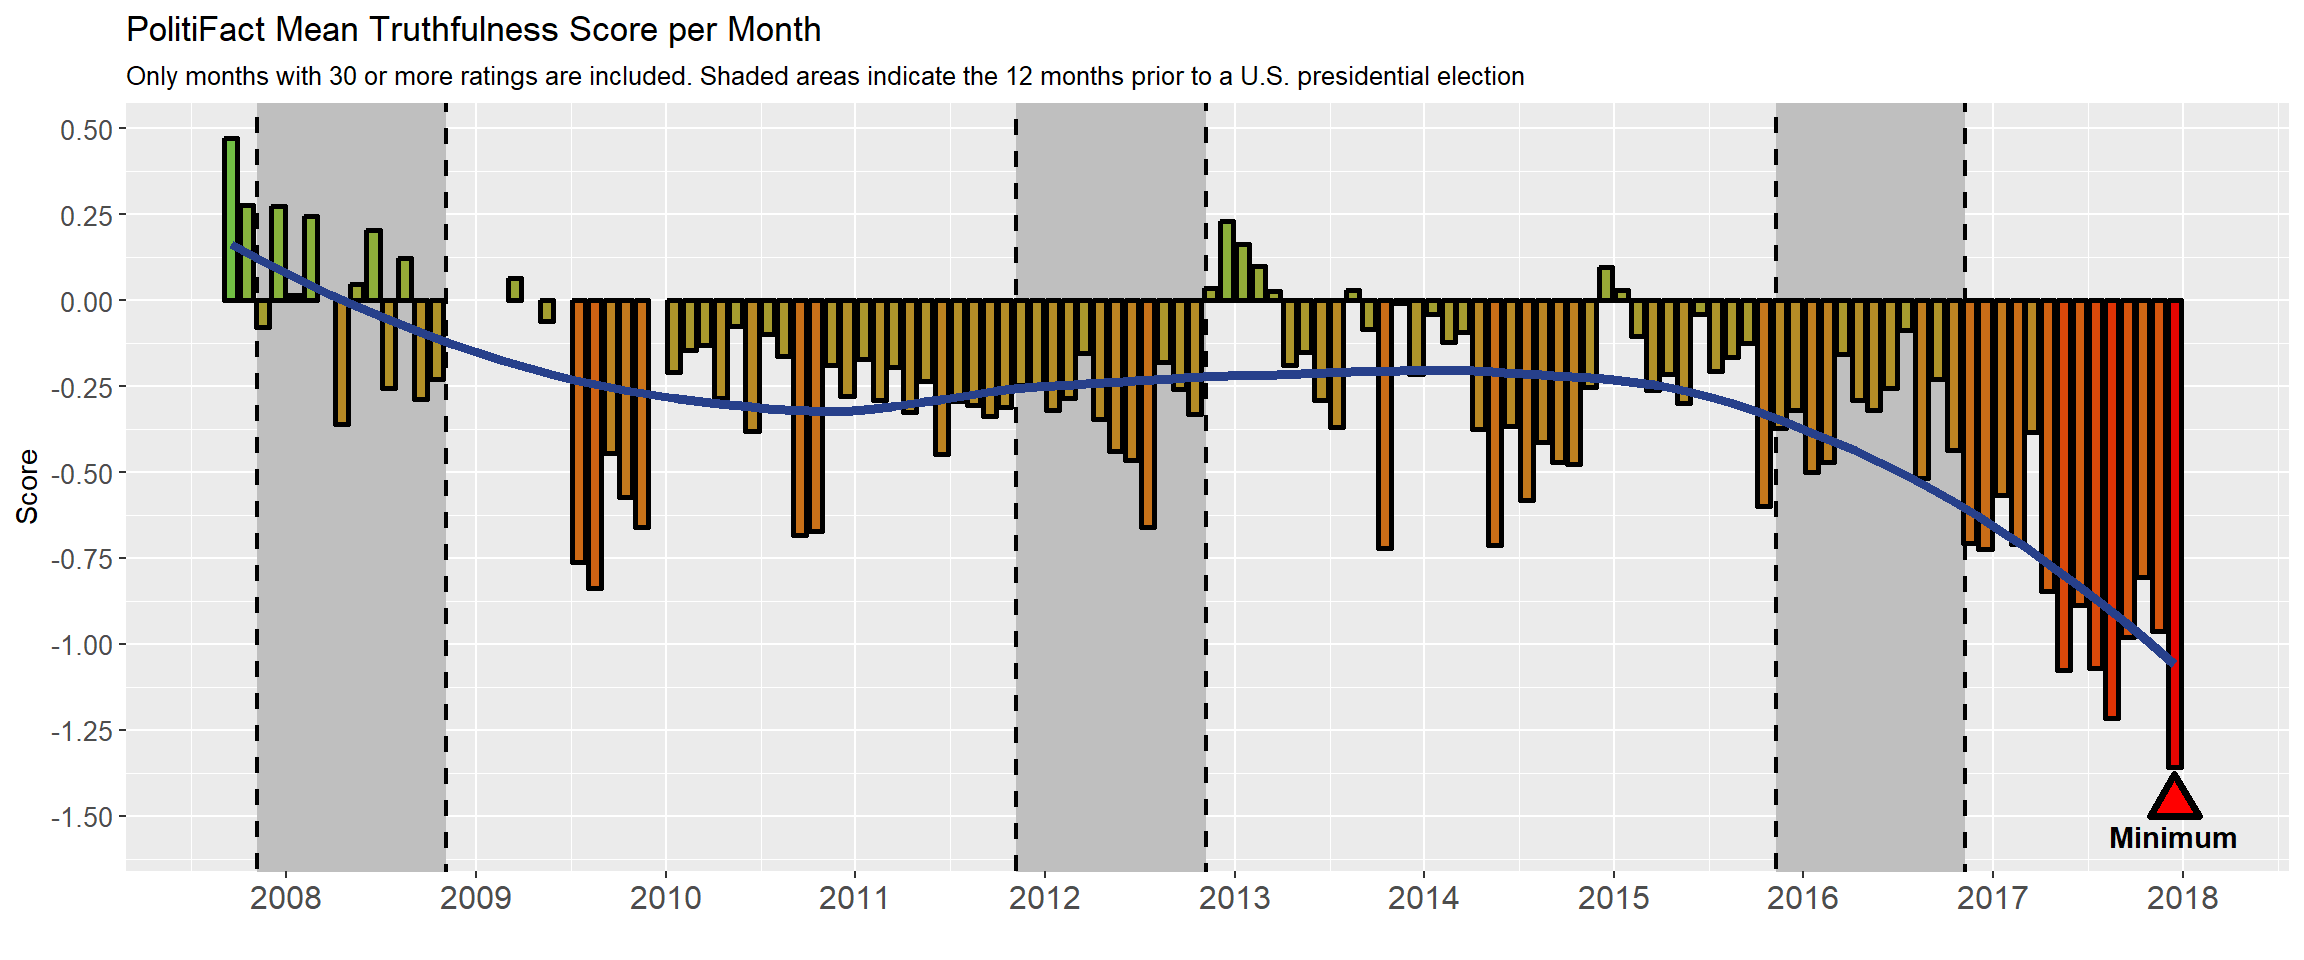 PolitiFact Mean Truthfulness Score per Month
Only months with 30 or more ratings are included. Shaded areas indicate the 12 months prior to a U.S. presidential election
0.50
0.25
0.00
-0.25
-0.50
-0.75
-1.00
-1.25
-1.50
Score
Minimum
2008 2009 2010 2011 2012 2013 2014 2015 2016 2017 2018